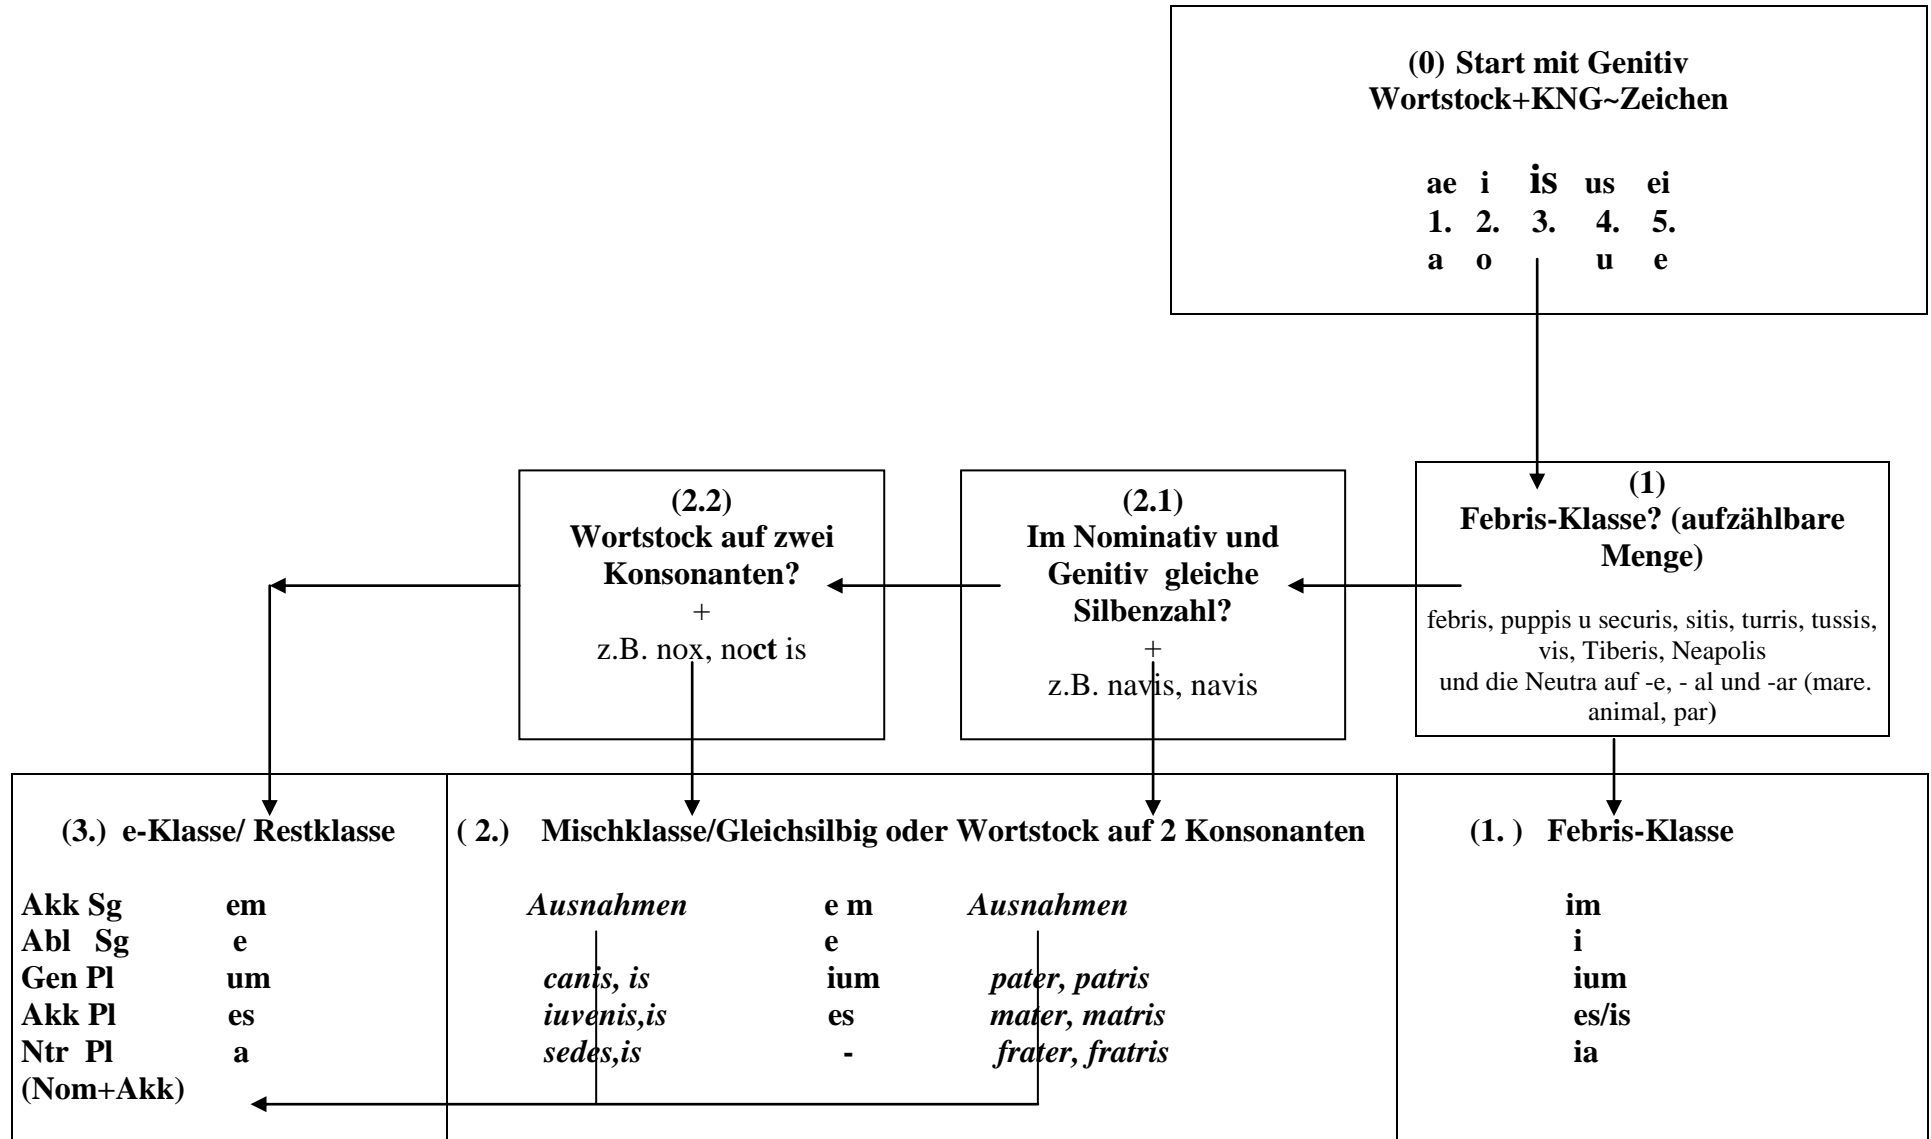 (0) Start mit Genitiv
Wortstock+KNG~Zeichen
ae i is us ei
1. 2. 3. 4. 5.
a o u e
(1)
Febris-Klasse? (aufzählbare
Menge)
febris, puppis u securis, sitis, turris, tussis,
vis, Tiberis, Neapolis
und die Neutra auf -e, - al und -ar (mare.
animal, par)
(2.1)
Im Nominativ und
Genitiv gleiche
Silbenzahl?
+
z.B. navis, navis
(2.2)
Wortstock auf zwei
Konsonanten?
+
z.B. nox, noct is
(3.) e-Klasse/ Restklasse
Akk Sg em
Abl Sg e
Gen Pl um
Akk Pl es
Ntr Pl a
(Nom+Akk)
( 2.) Mischklasse/Gleichsilbig oder Wortstock auf 2 Konsonanten
Ausnahmen e m Ausnahmen
e
canis, is ium pater, patris
iuvenis,is es mater, matris
sedes,is - frater, fratris
(1. ) Febris-Klasse
im
i
ium
es/is
ia